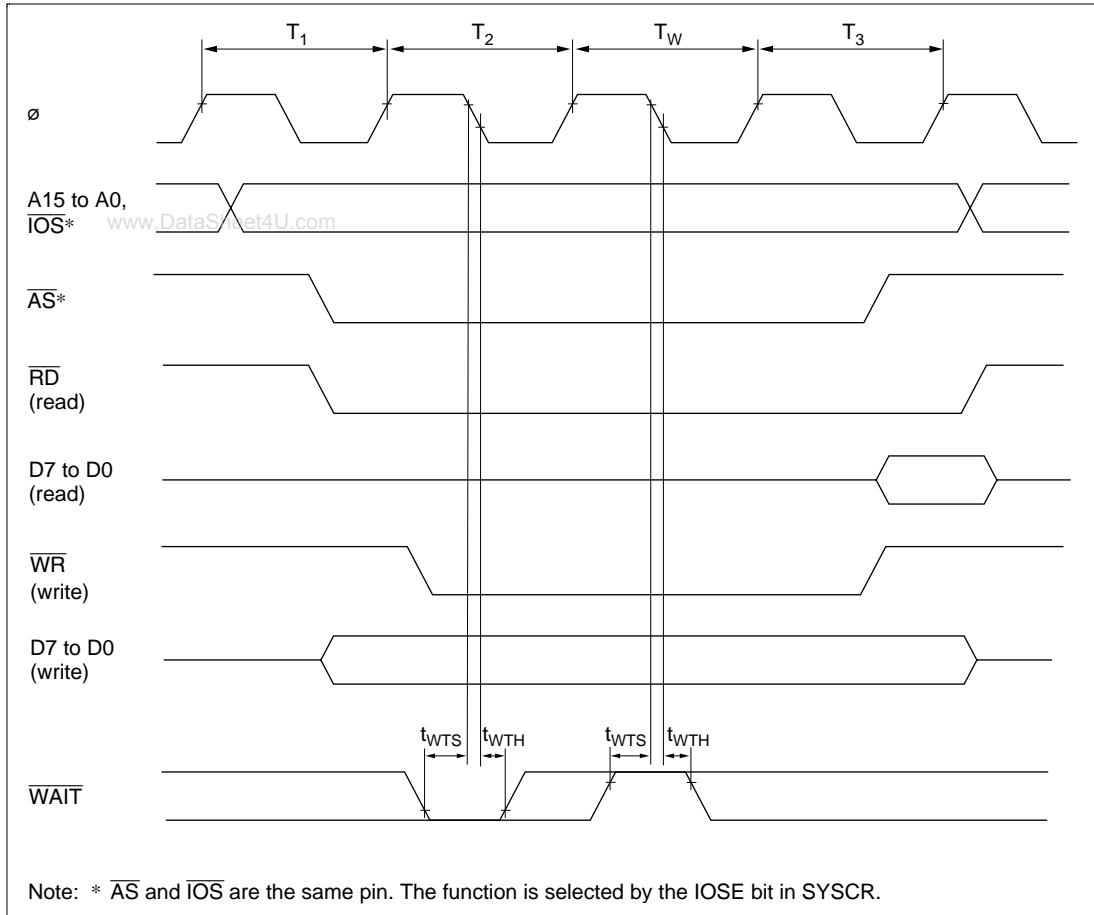 T1 T2 TW T3
ø
A15 to A0,
IOS*
www.DataSheet4U.com
AS*
RD
(read)
D7 to D0
(read)
WR
(write)
D7 to D0
(write)
tWTS tWTH tWTS tWTH
WAIT
Note: * AS and IOS are the same pin. The function is selected by the IOSE bit in SYSCR.